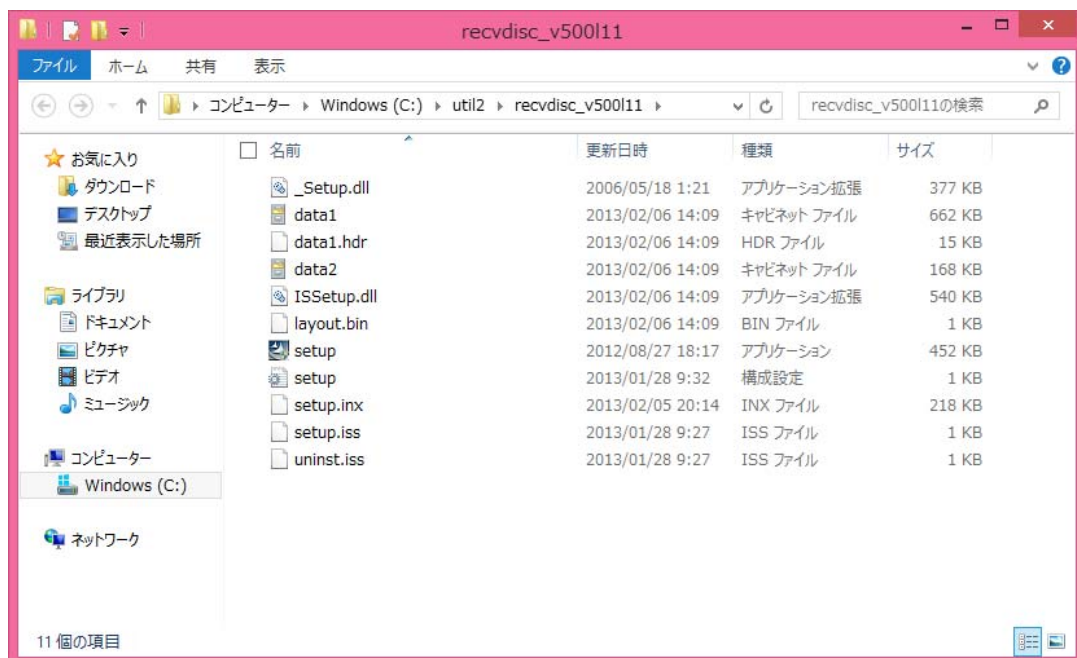 recvdisc_v500l11
ファイル ホーム 共有 表示
コンピューター Windows (C:) util2 recvdisc_v500l11 recvdisc_v500l11の検索
お気に入り
ダウンロード
デスクトップ
最近表示した場所
ライブラリ
ドキュメント
ピクチャ
ビデオ
ミュージック
コンピューター
Windows (C:)
ネットワーク
名前 更新日時 種類 サイズ
_Setup.dll 2006/05/18 1:21 アプリケーション拡張 377 KB
data1 2013/02/06 14:09 キャビネット ファイル 662 KB
data1.hdr 2013/02/06 14:09 HDR ファイル 15 KB
data2 2013/02/06 14:09 キャビネット ファイル 168 KB
ISSetup.dll 2013/02/06 14:09 アプリケーション拡張 540 KB
layout.bin 2013/02/06 14:09 BIN ファイル 1 KB
setup 2012/08/27 18:17 アプリケーション 452 KB
setup 2013/01/28 9:32 構成設定 1 KB
setup.inx 2013/02/05 20:14 INX ファイル 218 KB
setup.iss 2013/01/28 9:27 ISS ファイル 1 KB
uninst.iss 2013/01/28 9:27 ISS ファイル 1 KB
11 個の項目